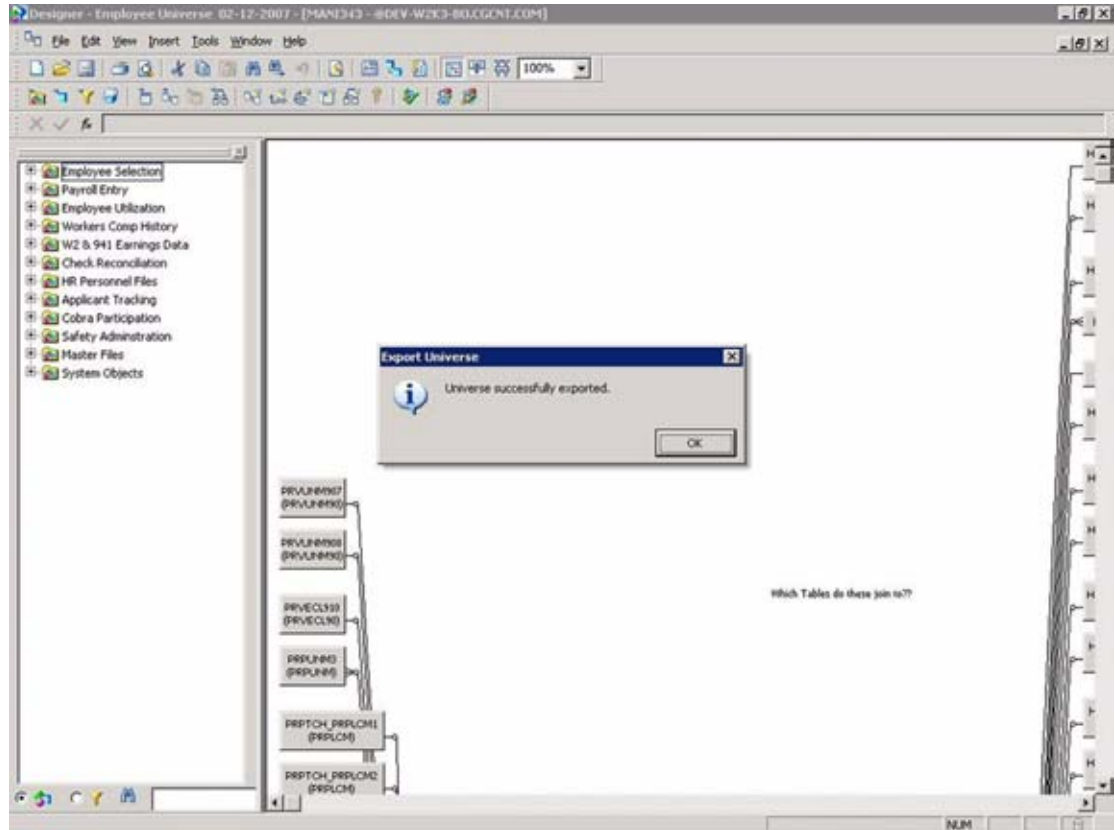 Designer - Employee Universe 02-12-2007 - [MANI343 - @DEV-W2K3-BO.CGCNT.COM]
File Edit View Insert Tools Window Help
100%
Employee Selection
Payroll Entry
Employee Utilization
Workers Comp History
W2 & 941 Earnings Data
Check Reconciliation
HR Personnel Files
Applicant Tracking
Cobra Participation
Safety Adminstration
Master Files
System Objects
Export Universe
Universe successfully exported.
OK
PRVUNM907
(PRVUNM90)
PRVUNM908
(PRVUNM90)
PRVECL910
(PRVECL90)
PRPUNM3
(PRPUNM)
Which Tables do these join to??
PRPTCH_PRPLCM1
(PRPLCM)
PRPTCH_PRPLCM2
(PRPLCM)
NUM